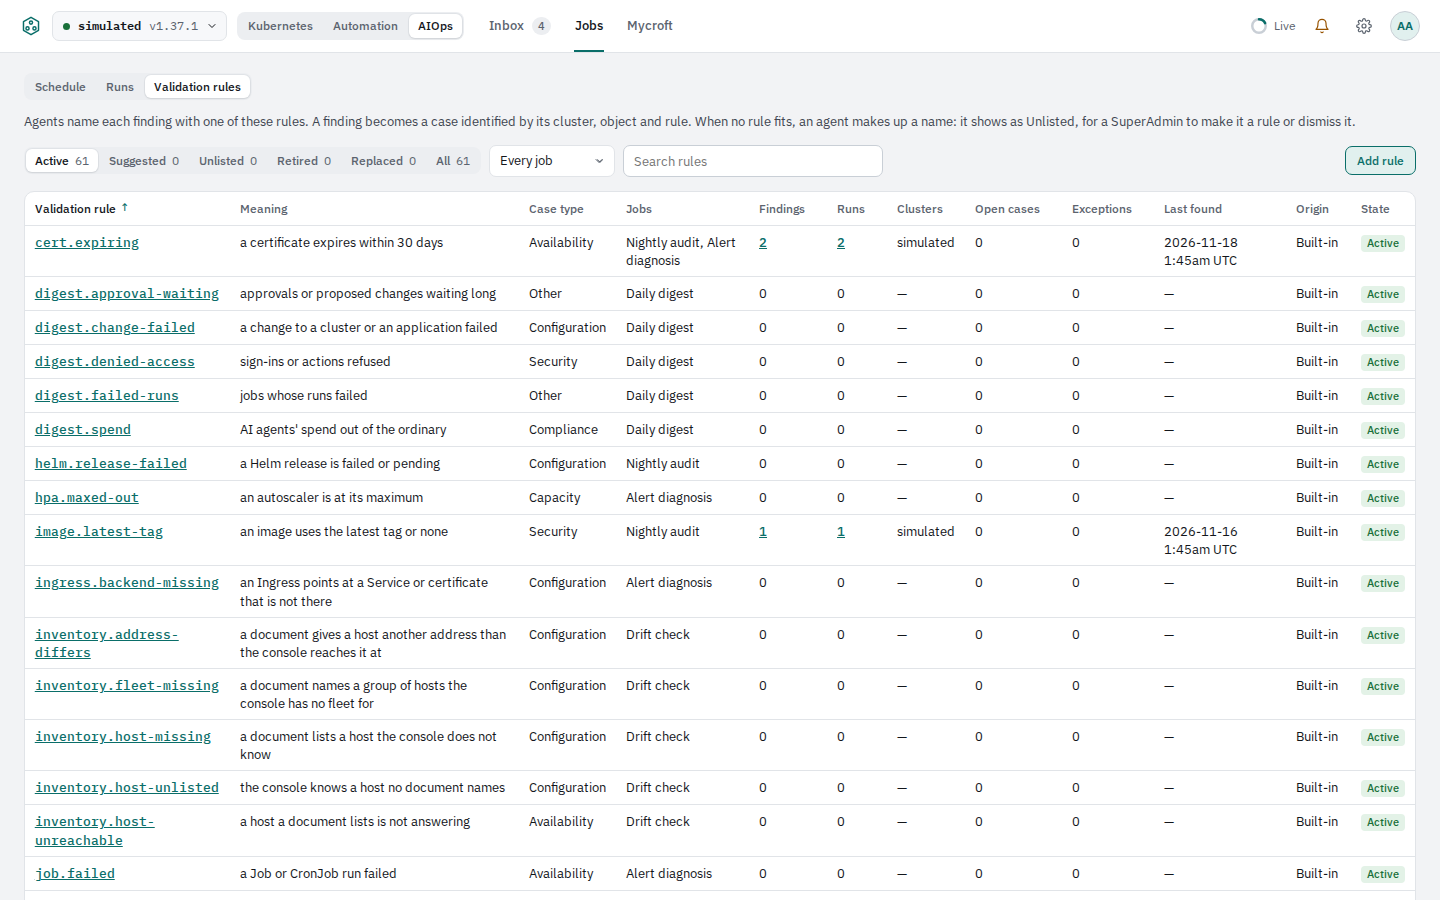 simulated v1.37.1
Kubernetes Automation AIOps
Inbox 4 Jobs Mycroft
Live AA
Schedule Runs Validation rules
Agents name each finding with one of these rules. A finding becomes a case identified by its cluster, object and rule. When no rule fits, an agent makes up a name: it shows as Unlisted, for a SuperAdmin to make it a rule or dismiss it.
Active 61 Suggested 0 Unlisted 0 Retired 0 Replaced 0 All 61 Every job Search rules Add rule
Validation rule ↑ Meaning Case type Jobs Findings Runs Clusters Open cases Exceptions Last found Origin State
cert.expiring a certificate expires within 30 days Availability Nightly audit, Alert 2 2 simulated 0 0 2026-11-18 Built-in Active
diagnosis 1:45am UTC
digest.approval-waiting approvals or proposed changes waiting long Other Daily digest 0 0 — 0 0 — Built-in Active
digest.change-failed a change to a cluster or an application failed Configuration Daily digest 0 0 — 0 0 — Built-in Active
digest.denied-access sign-ins or actions refused Security Daily digest 0 0 — 0 0 — Built-in Active
digest.failed-runs jobs whose runs failed Other Daily digest 0 0 — 0 0 — Built-in Active
digest.spend AI agents' spend out of the ordinary Compliance Daily digest 0 0 — 0 0 — Built-in Active
helm.release-failed a Helm release is failed or pending Configuration Nightly audit 0 0 — 0 0 — Built-in Active
hpa.maxed-out an autoscaler is at its maximum Capacity Alert diagnosis 0 0 — 0 0 — Built-in Active
image.latest-tag an image uses the latest tag or none Security Nightly audit 1 1 simulated 0 0 2026-11-16 Built-in Active
1:45am UTC
ingress.backend-missing an Ingress points at a Service or certificate Configuration Alert diagnosis 0 0 — 0 0 — Built-in Active
that is not there
inventory.address- a document gives a host another address than Configuration Drift check 0 0 — 0 0 — Built-in Active
differs the console reaches it at
inventory.fleet-missing a document names a group of hosts the Configuration Drift check 0 0 — 0 0 — Built-in Active
console has no fleet for
inventory.host-missing a document lists a host the console does not Configuration Drift check 0 0 — 0 0 — Built-in Active
know
inventory.host-unlisted the console knows a host no document names Configuration Drift check 0 0 — 0 0 — Built-in Active
inventory.host- a host a document lists is not answering Availability Drift check 0 0 — 0 0 — Built-in Active
unreachable
job.failed a Job or CronJob run failed Availability Alert diagnosis 0 0 — 0 0 — Built-in Active